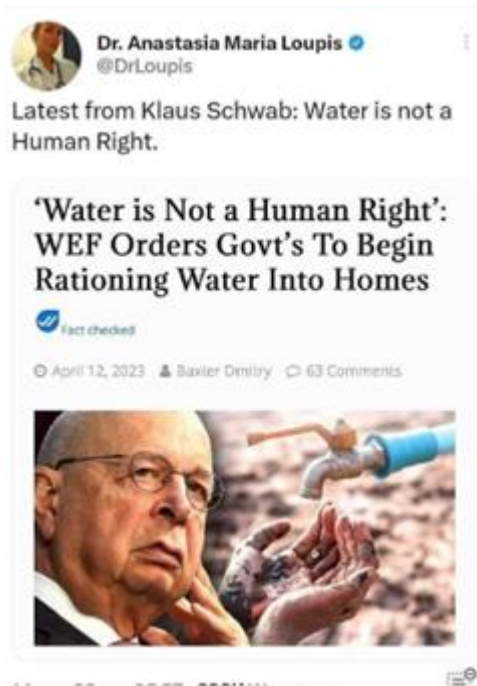 Dr. Anastasia Maria Loupis
@DrLoupis
Latest from Klaus Schwab: Water is not a
Human Right.
‘Water is Not a Human Right’:
WEF Orders Govt’s To Begin
Rationing Water Into Homes
Fact checked
April 12, 2023 Baxter Dmitry 63 Comments